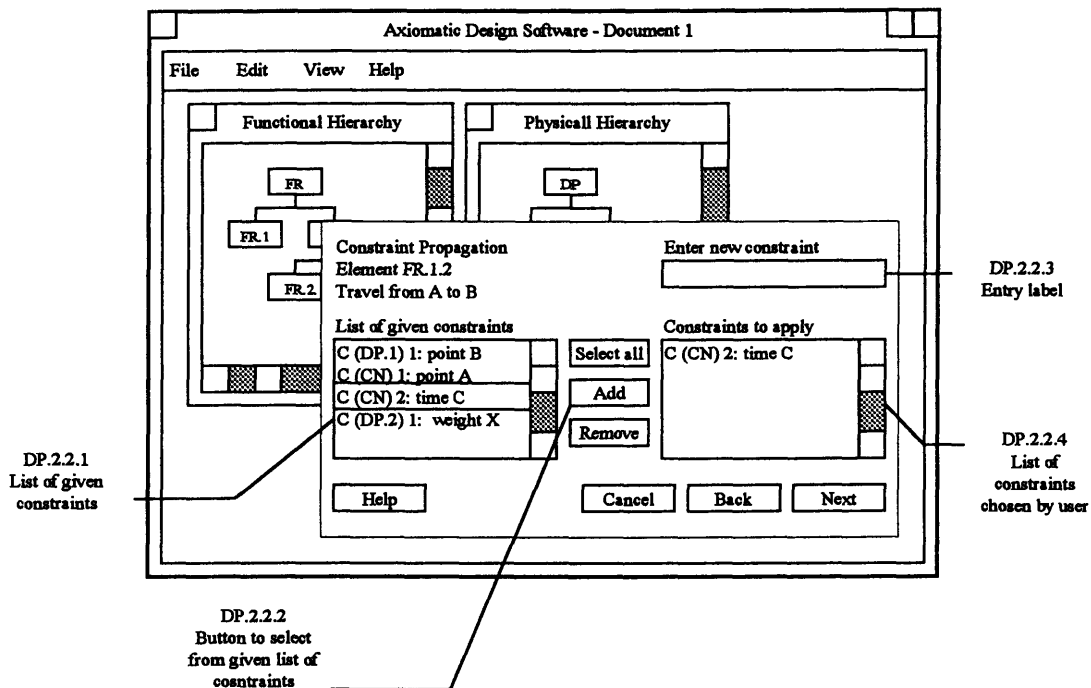 Axiomatic Design Software - Document 1
File Edit View Help
Functional Hierarchy
Physicall Hierarchy
FR
FR.1
FR.2
DP
Constraint Propagation
Element FR.1.2
Travel from A to B
Enter new constraint
List of given constraints
C (DP.1) 1: point B
C (CN) 1: point A
C (CN) 2: time C
C (DP.2) 1: weight X
Select all
Add
Remove
Constraints to apply
C (CN) 2: time C
Help
Cancel
Back
Next
DP.2.2.3
Entry label
DP.2.2.1
List of given
constraints
DP.2.2.4
List of
constraints
chosen by user
DP.2.2.2
Button to select
from given list of
cosntraints